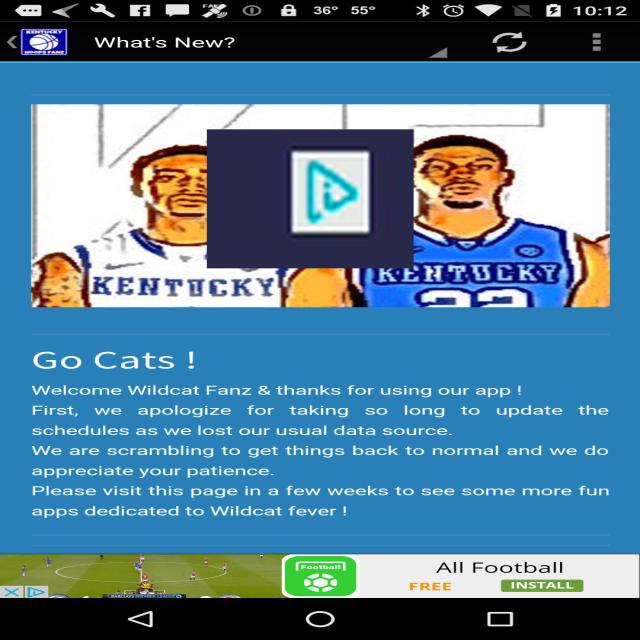 36° 55° 10:12
KENTUCKY
HOOPS FANZ
What's New?
KENTUCKY
KENTUCKY
Go Cats !
Welcome Wildcat Fanz & thanks for using our app !
First, we apologize for taking so long to update the
schedules as we lost our usual data source.
We are scrambling to get things back to normal and we do
appreciate your patience.
Please visit this page in a few weeks to see some more fun
apps dedicated to Wildcat fever !
Football
All Football
FREE INSTALL